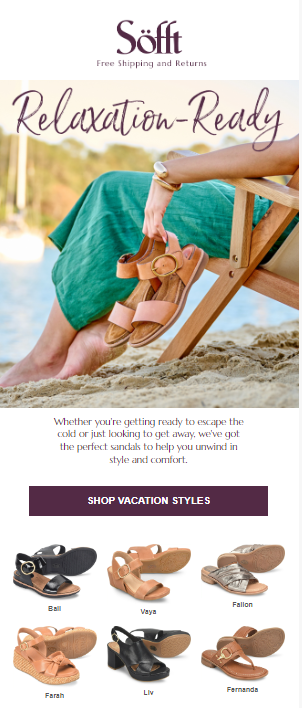 Söfft
Free Shipping and Returns
Relaxation-Ready
Whether you're getting ready to escape the
cold or just looking to get away, we've got
the perfect sandals to help you unwind in
style and comfort.
SHOP VACATION STYLES
Bali
Vaya
Fallon
Farah
Liv
Fernanda